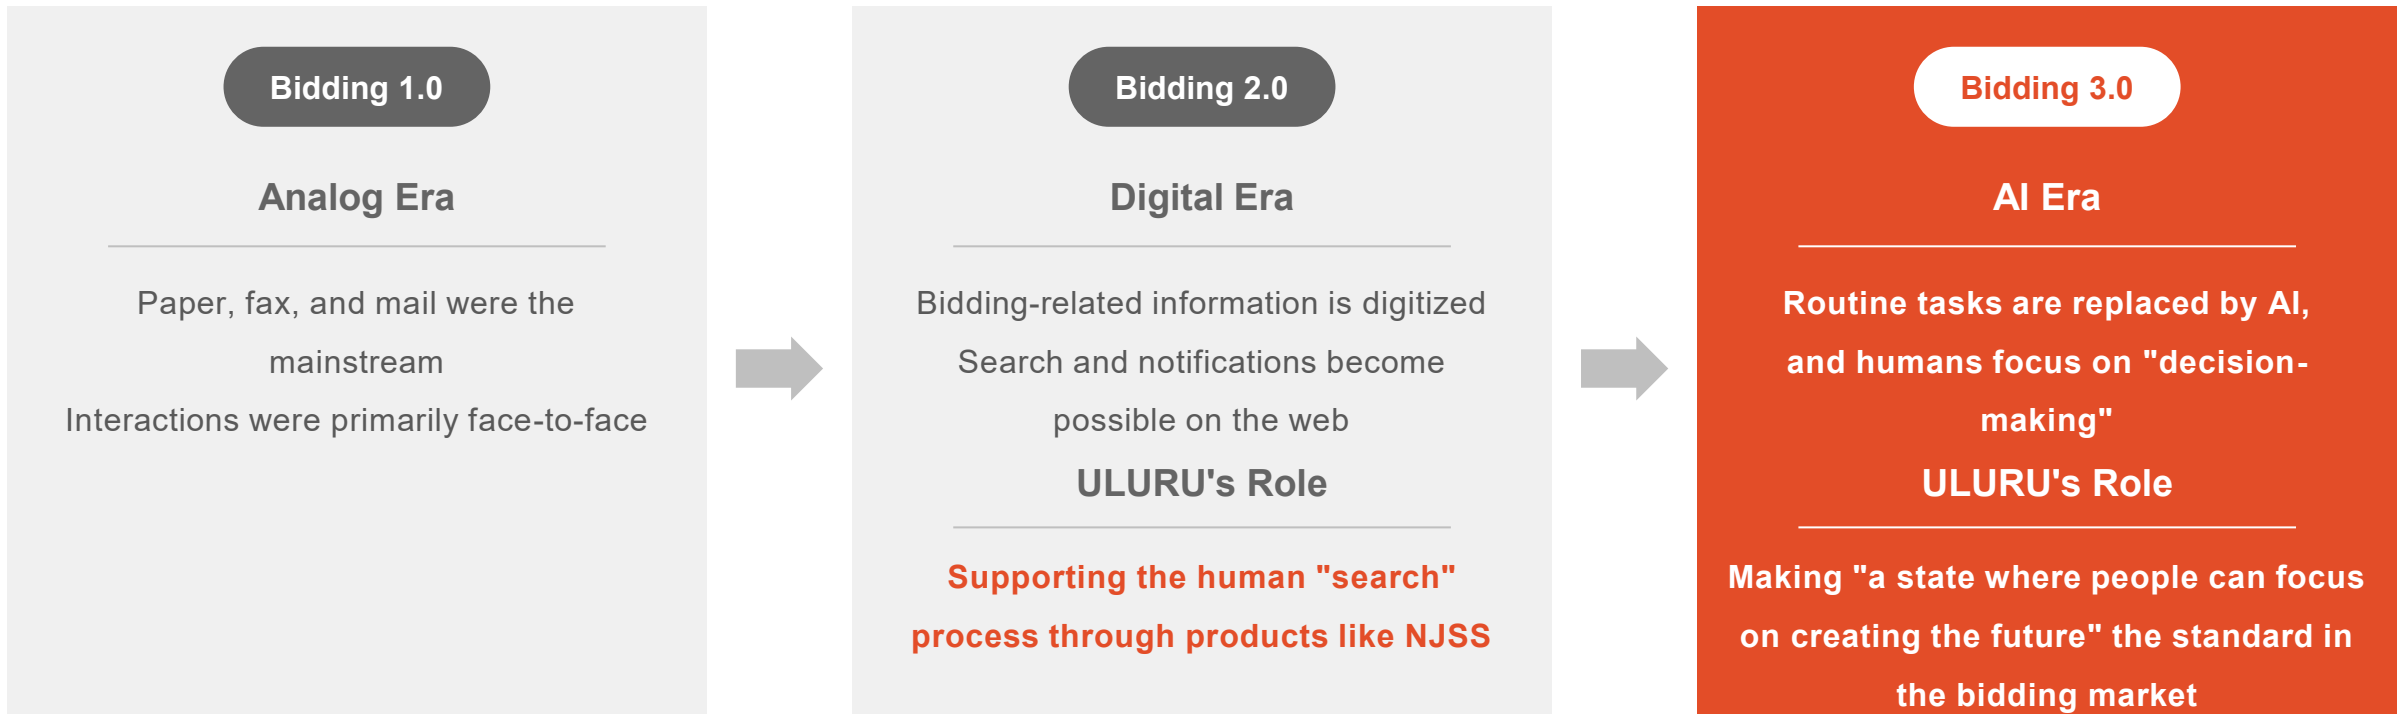 Bidding 1.0
Analog Era
Paper, fax, and mail were the
mainstream
Interactions were primarily face-to-face
Bidding 2.0
Digital Era
Bidding-related information is digitized
Search and notifications become
possible on the web
ULURU's Role
Supporting the human "search"
process through products like NJSS
Bidding 3.0
AI Era
Routine tasks are replaced by AI,
and humans focus on "decision-
making"
ULURU's Role
Making "a state where people can focus
on creating the future" the standard in
the bidding market